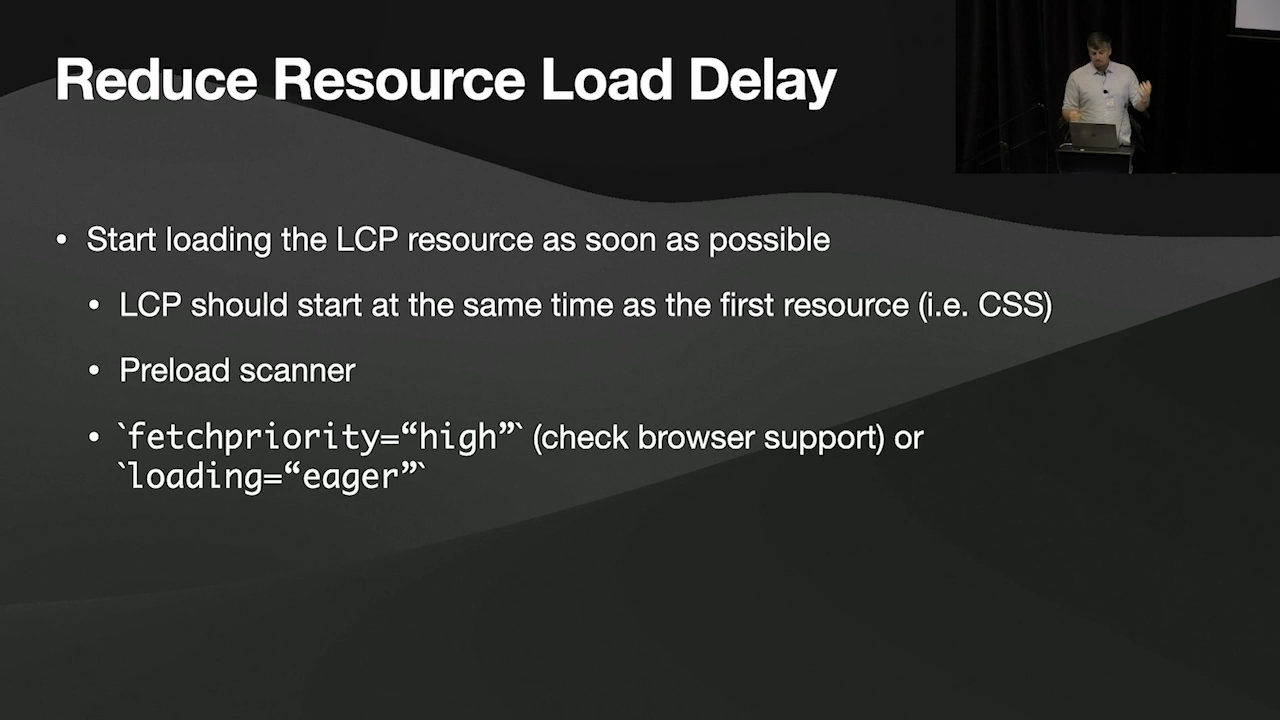 Reduce Resource Load Delay
• Start loading the LCP resource as soon as possible
• LCP should start at the same time as the first resource (i.e. CSS)
• Preload scanner
• `fetchpriority=“high”` (check browser support) or
`loading=“eager”`